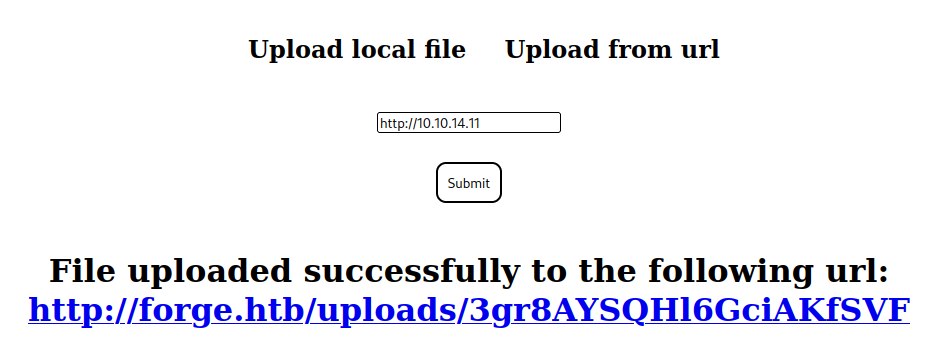 Upload local file Upload from url
http://10.10.14.11
Submit
File uploaded successfully to the following url:
http://forge.htb/uploads/3gr8AYSQHl6GciAKfSVF